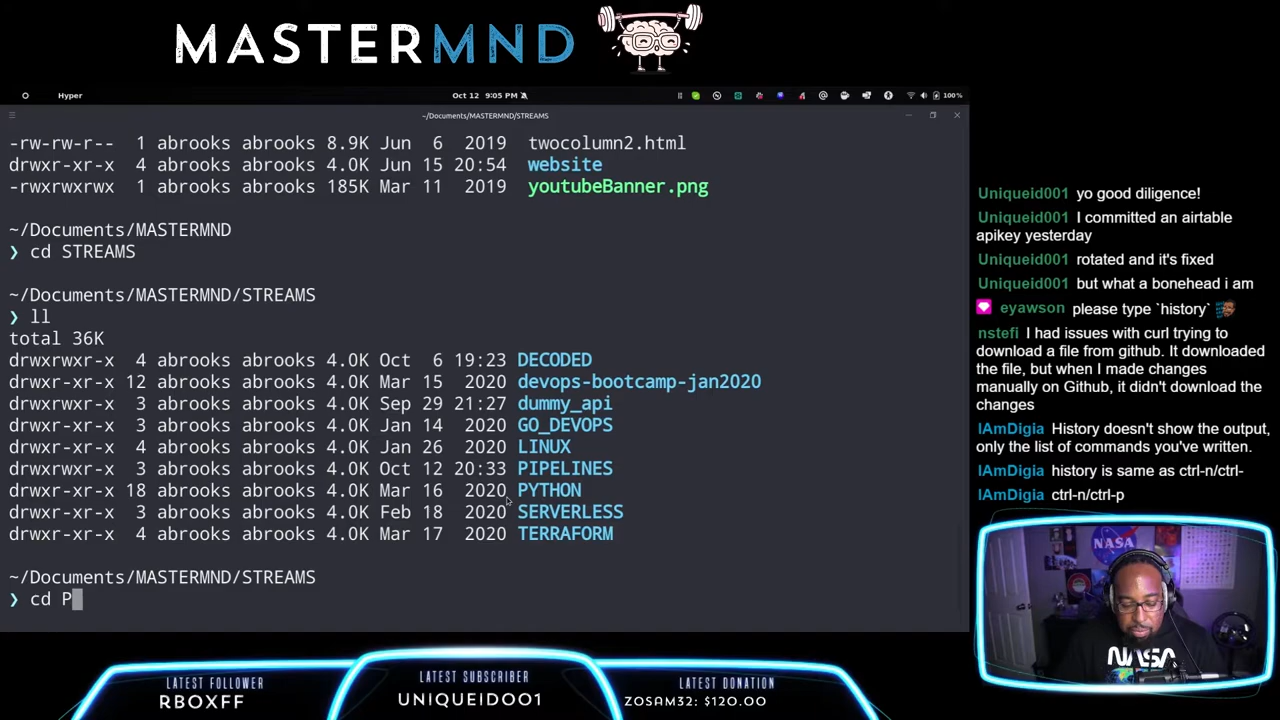 MASTERMND
Hyper
Oct 12 9:05 PM
100%
~/Documents/MASTERMND/STREAMS
-rw-rw-r-- 1 abrooks abrooks 8.9K Jun 6 2019 twocolumn2.html
drwxr-xr-x 4 abrooks abrooks 4.0K Jun 15 20:54 website
-rwxrwxrwx 1 abrooks abrooks 185K Mar 11 2019 youtubeBanner.png
~/Documents/MASTERMND
❯ cd STREAMS
~/Documents/MASTERMND/STREAMS
❯ ll
total 36K
drwxrwxr-x 4 abrooks abrooks 4.0K Oct 6 19:23 DECODED
drwxrwxr-x 12 abrooks abrooks 4.0K Mar 15 2020 devops-bootcamp-jan2020
drwxrwxr-x 3 abrooks abrooks 4.0K Sep 29 21:27 dummy_api
drwxrwxr-x 3 abrooks abrooks 4.0K Jan 14 2020 GO_DEVOPS
drwxr-xr-x 4 abrooks abrooks 4.0K Jan 26 2020 LINUX
drwxrwxr-x 3 abrooks abrooks 4.0K Oct 12 20:33 PIPELINES
drwxr-xr-x 18 abrooks abrooks 4.0K Mar 16 2020 PYTHON
drwxr-xr-x 3 abrooks abrooks 4.0K Feb 18 2020 SERVERLESS
drwxr-xr-x 4 abrooks abrooks 4.0K Mar 17 2020 TERRAFORM
~/Documents/MASTERMND/STREAMS
❯ cd P
Uniqueid001 yo good diligence!
Uniqueid001 I committed an airtable
apikey yesterday
Uniqueid001 rotated and it's fixed
Uniqueid001 but what a bonehead i am
eyawson please type `history`
nstefi I had issues with curl trying to
download a file from github. It downloaded
the file, but when I made changes
manually on Github, it didn't download the
changes
IAmDigia History doesn't show the output,
only the list of commands you've written.
IAmDigia history is same as ctrl-n/ctrl-
IAmDigia ctrl-n/ctrl-p
NASA
NASA
LATEST FOLLOWER
RBOXFF
LATEST SUBSCRIBER
UNIQUEID001
LATEST DONATION
ZOSAM32: $120.00